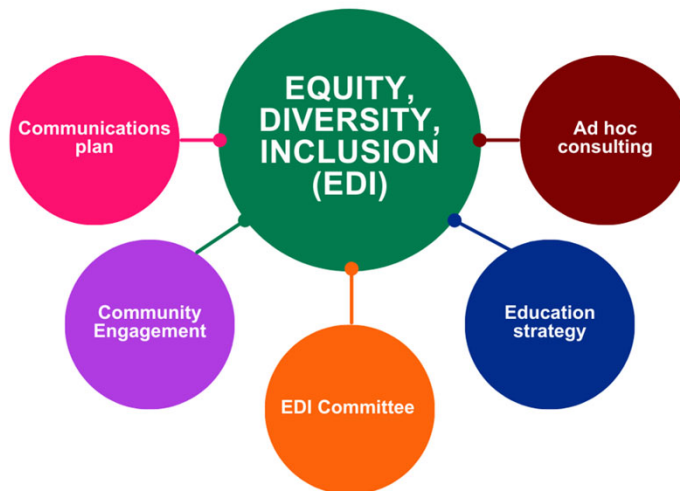 EQUITY,
DIVERSITY,
INCLUSION
(EDI)
Communications
plan
Ad hoc
consulting
Community
Engagement
Education
strategy
EDI Committee